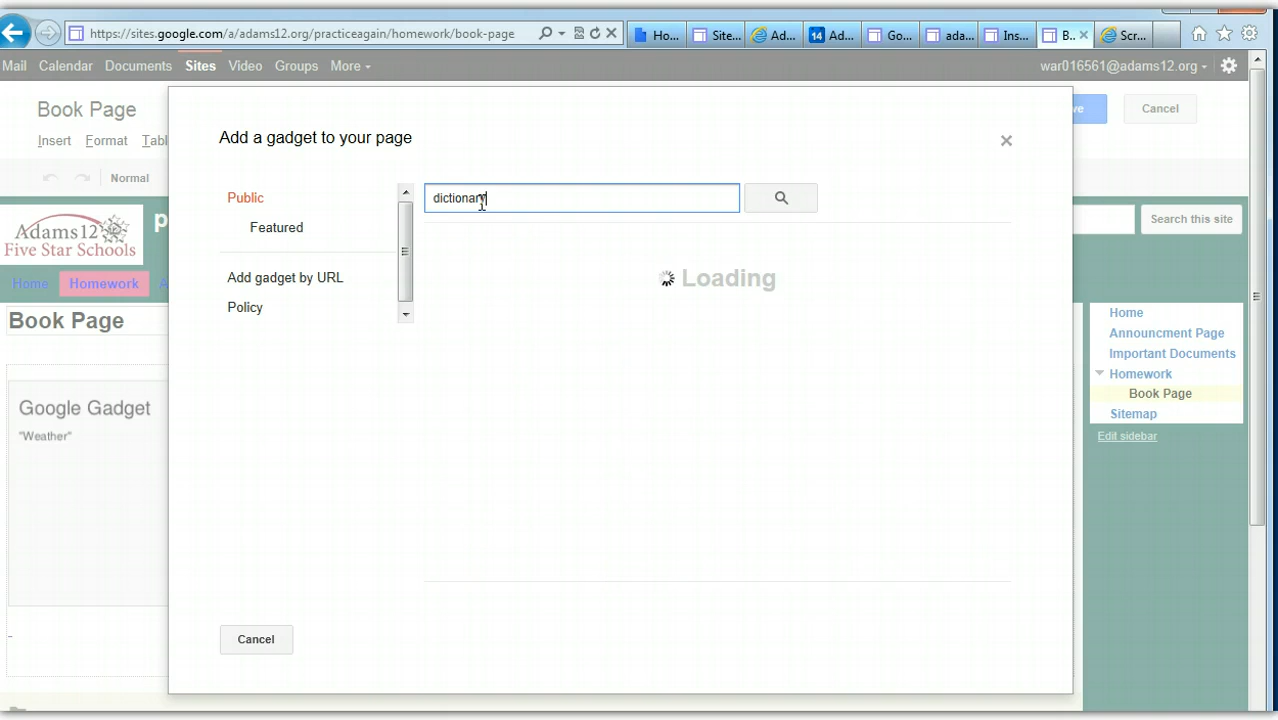 https://sites.google.com/a/adams12.org/practiceagain/homework/book-page
Ho...
Site...
Ad...
14 Ad...
Go...
ada...
Ins...
B..
Scr...
Mail Calendar Documents Sites Video Groups More
war016561@adams12.org
Book Page
Cancel
Insert Format Tabl
Normal
Add a gadget to your page
Public
dictionary
Featured
Add gadget by URL
Policy
Loading
Cancel
Adams12
Five Star Schools
p
Search this site
Home Homework A
Book Page
Google Gadget
"Weather"
Home
Announcment Page
Important Documents
Homework
Book Page
Sitemap
Edit sidebar